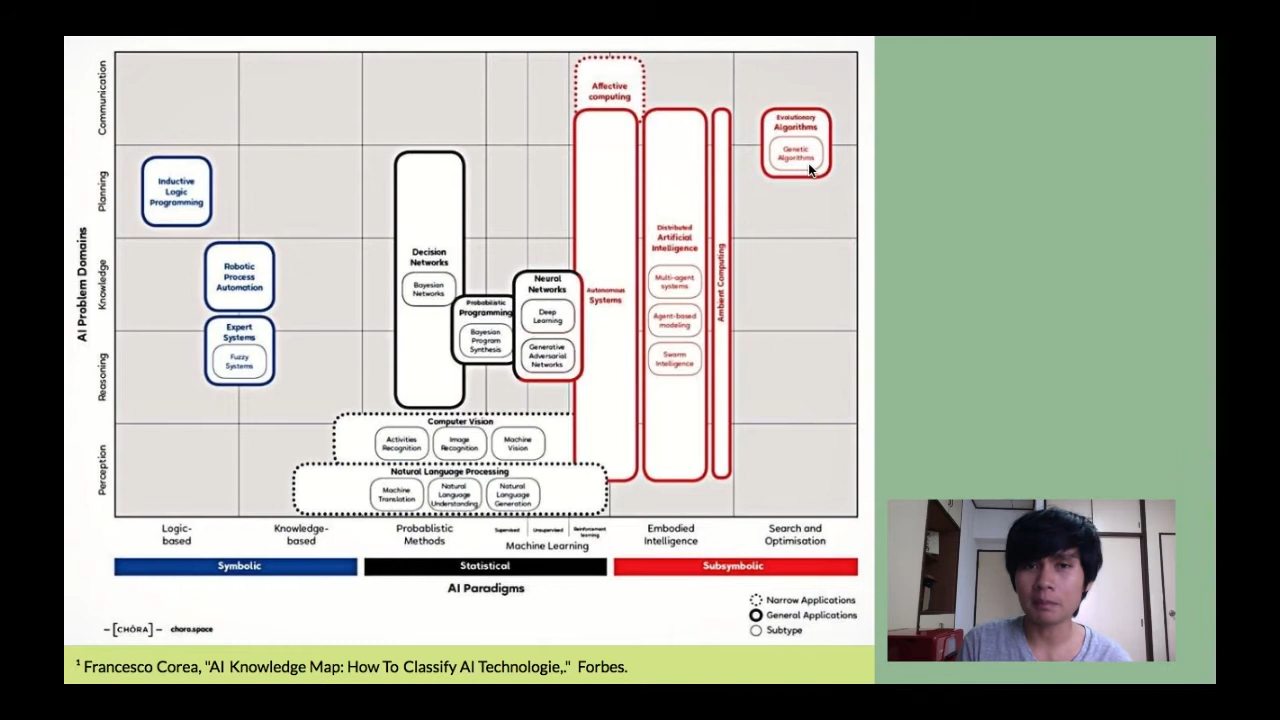 AI Problem Domains
Communication
Planning
Knowledge
Reasoning
Perception
Affective
computing
Evolutionary
Algorithms
Genetic
Algorithms
Inductive
Logic
Programming
Robotic
Process
Automation
Expert
Systems
Fuzzy
Systems
Decision
Networks
Bayesian
Networks
Probabilistic
Programming
Bayesian
Program
Synthesis
Neural
Networks
Deep
Learning
Generative
Adversarial
Networks
Autonomous
Systems
Distributed
Artificial
Intelligence
Multi-agent
systems
Agent-based
modeling
Swarm
Intelligence
Ambient Computing
Computer Vision
Activities
Recognition
Image
Recognition
Machine
Vision
Natural Language Processing
Machine
Translation
Natural
Language
Understanding
Natural
Language
Generation
Logic-
based
Knowledge-
based
Probablistic
Methods
Supervised
Unsupervised
Reinforcement
learning
Machine Learning
Embodied
Intelligence
Search and
Optimisation
Symbolic
Statistical
Subsymbolic
AI Paradigms
Narrow Applications
General Applications
Subtype
[CHÔRA] chora.space
¹ Francesco Corea, "AI Knowledge Map: How To Classify AI Technologie,." Forbes.